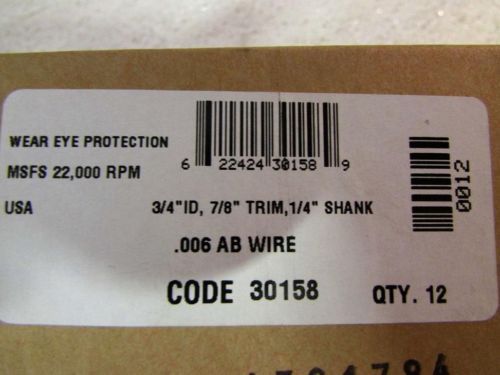 WEAR EYE PROTECTION
MSFS 22,000 RPM
6 22424 30158 9
0012
USA
3/4"ID, 7/8" TRIM,1/4" SHANK
.006 AB WIRE
CODE 30158
QTY. 12